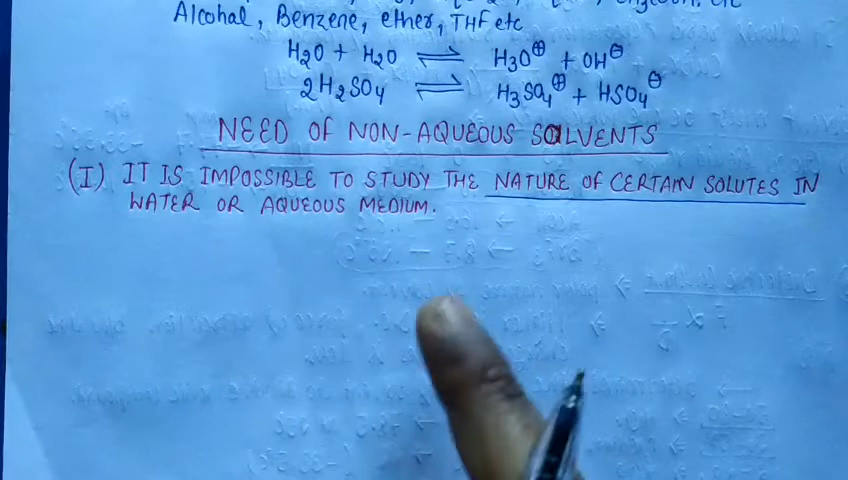 Alcohal, Benzene, ether, THF etc
H2O + H2O ⇌ H3O⊕ + OH⊖
2H2SO4 ⇌ H3SO4⊕ + HSO4⊖
NEED OF NON-AQUEOUS SOLVENTS
(I) IT IS IMPOSSIBLE TO STUDY THE NATURE OF CERTAIN SOLUTES IN
WATER OR AQUEOUS MEDIUM.